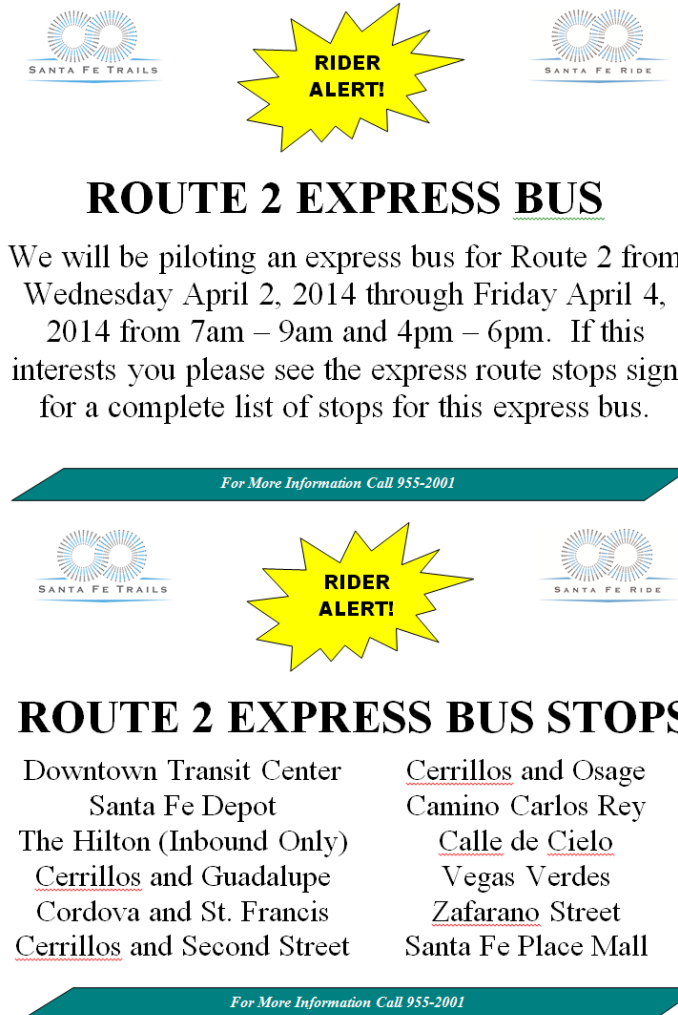 SANTA FE TRAILS
RIDER
ALERT!
SANTA FE RIDE
ROUTE 2 EXPRESS BUS
We will be piloting an express bus for Route 2 from
Wednesday April 2, 2014 through Friday April 4,
2014 from 7am – 9am and 4pm – 6pm.  If this
interests you please see the express route stops sign
for a complete list of stops for this express bus.
For More Information Call 955-2001
SANTA FE TRAILS
RIDER
ALERT!
SANTA FE RIDE
ROUTE 2 EXPRESS BUS STOPS
Downtown Transit Center
Santa Fe Depot
The Hilton (Inbound Only)
Cerrillos and Guadalupe
Cordova and St. Francis
Cerrillos and Second Street
Cerrillos and Osage
Camino Carlos Rey
Calle de Cielo
Vegas Verdes
Zafarano Street
Santa Fe Place Mall
For More Information Call 955-2001